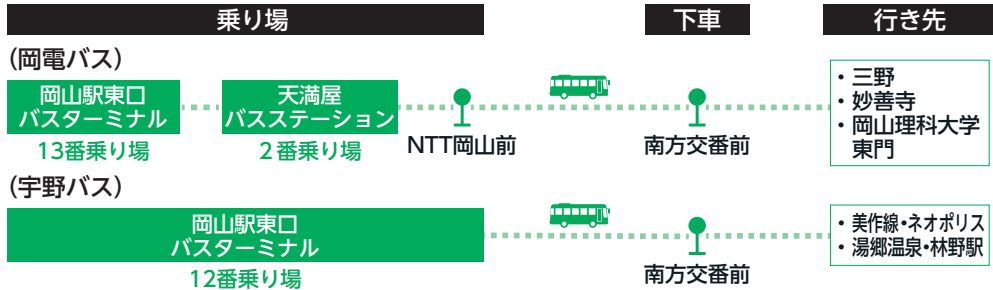 乗り場
下車
行き先
(岡電バス)
岡山駅東口
バスターミナル
13番乗り場
天満屋
バスステーション
2番乗り場
NTT岡山前
南方交番前
・三野
・妙善寺
・岡山理科大学
東門
(宇野バス)
岡山駅東口
バスターミナル
12番乗り場
南方交番前
・美作線・ネオポリス
・湯郷温泉・林野駅